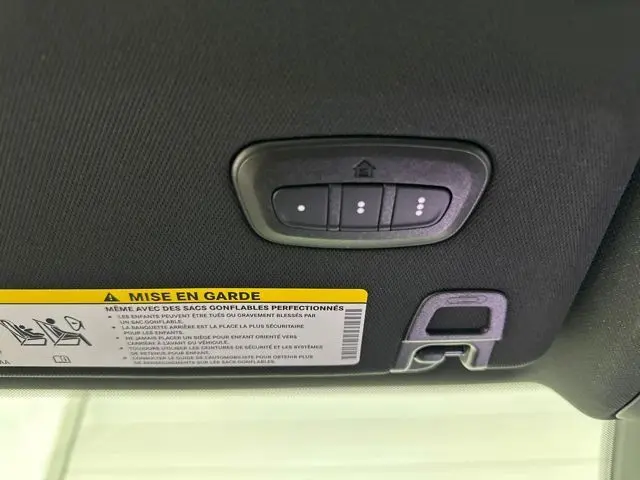 MISE EN GARDE
MÊME AVEC DES SACS GONFLABLES PERFECTIONNÉS
• LES ENFANTS PEUVENT ÊTRE TUÉS OU GRAVEMENT BLESSÉS PAR
UN SAC GONFLABLE.
• LA BANQUETTE ARRIÈRE EST LA PLACE LA PLUS SÉCURITAIRE
POUR LES ENFANTS.
• NE JAMAIS PLACER UN SIÈGE POUR ENFANT ORIENTÉ VERS
L'ARRIÈRE À L'AVANT DU VÉHICULE.
• TOUJOURS UTILISER LES CEINTURES DE SÉCURITÉ ET LES SYSTÈMES
DE RETENUE POUR ENFANT.
• CONSULTER LE GUIDE DE L'AUTOMOBILISTE POUR OBTENIR PLUS
DE RENSEIGNEMENTS SUR LES SACS GONFLABLES.